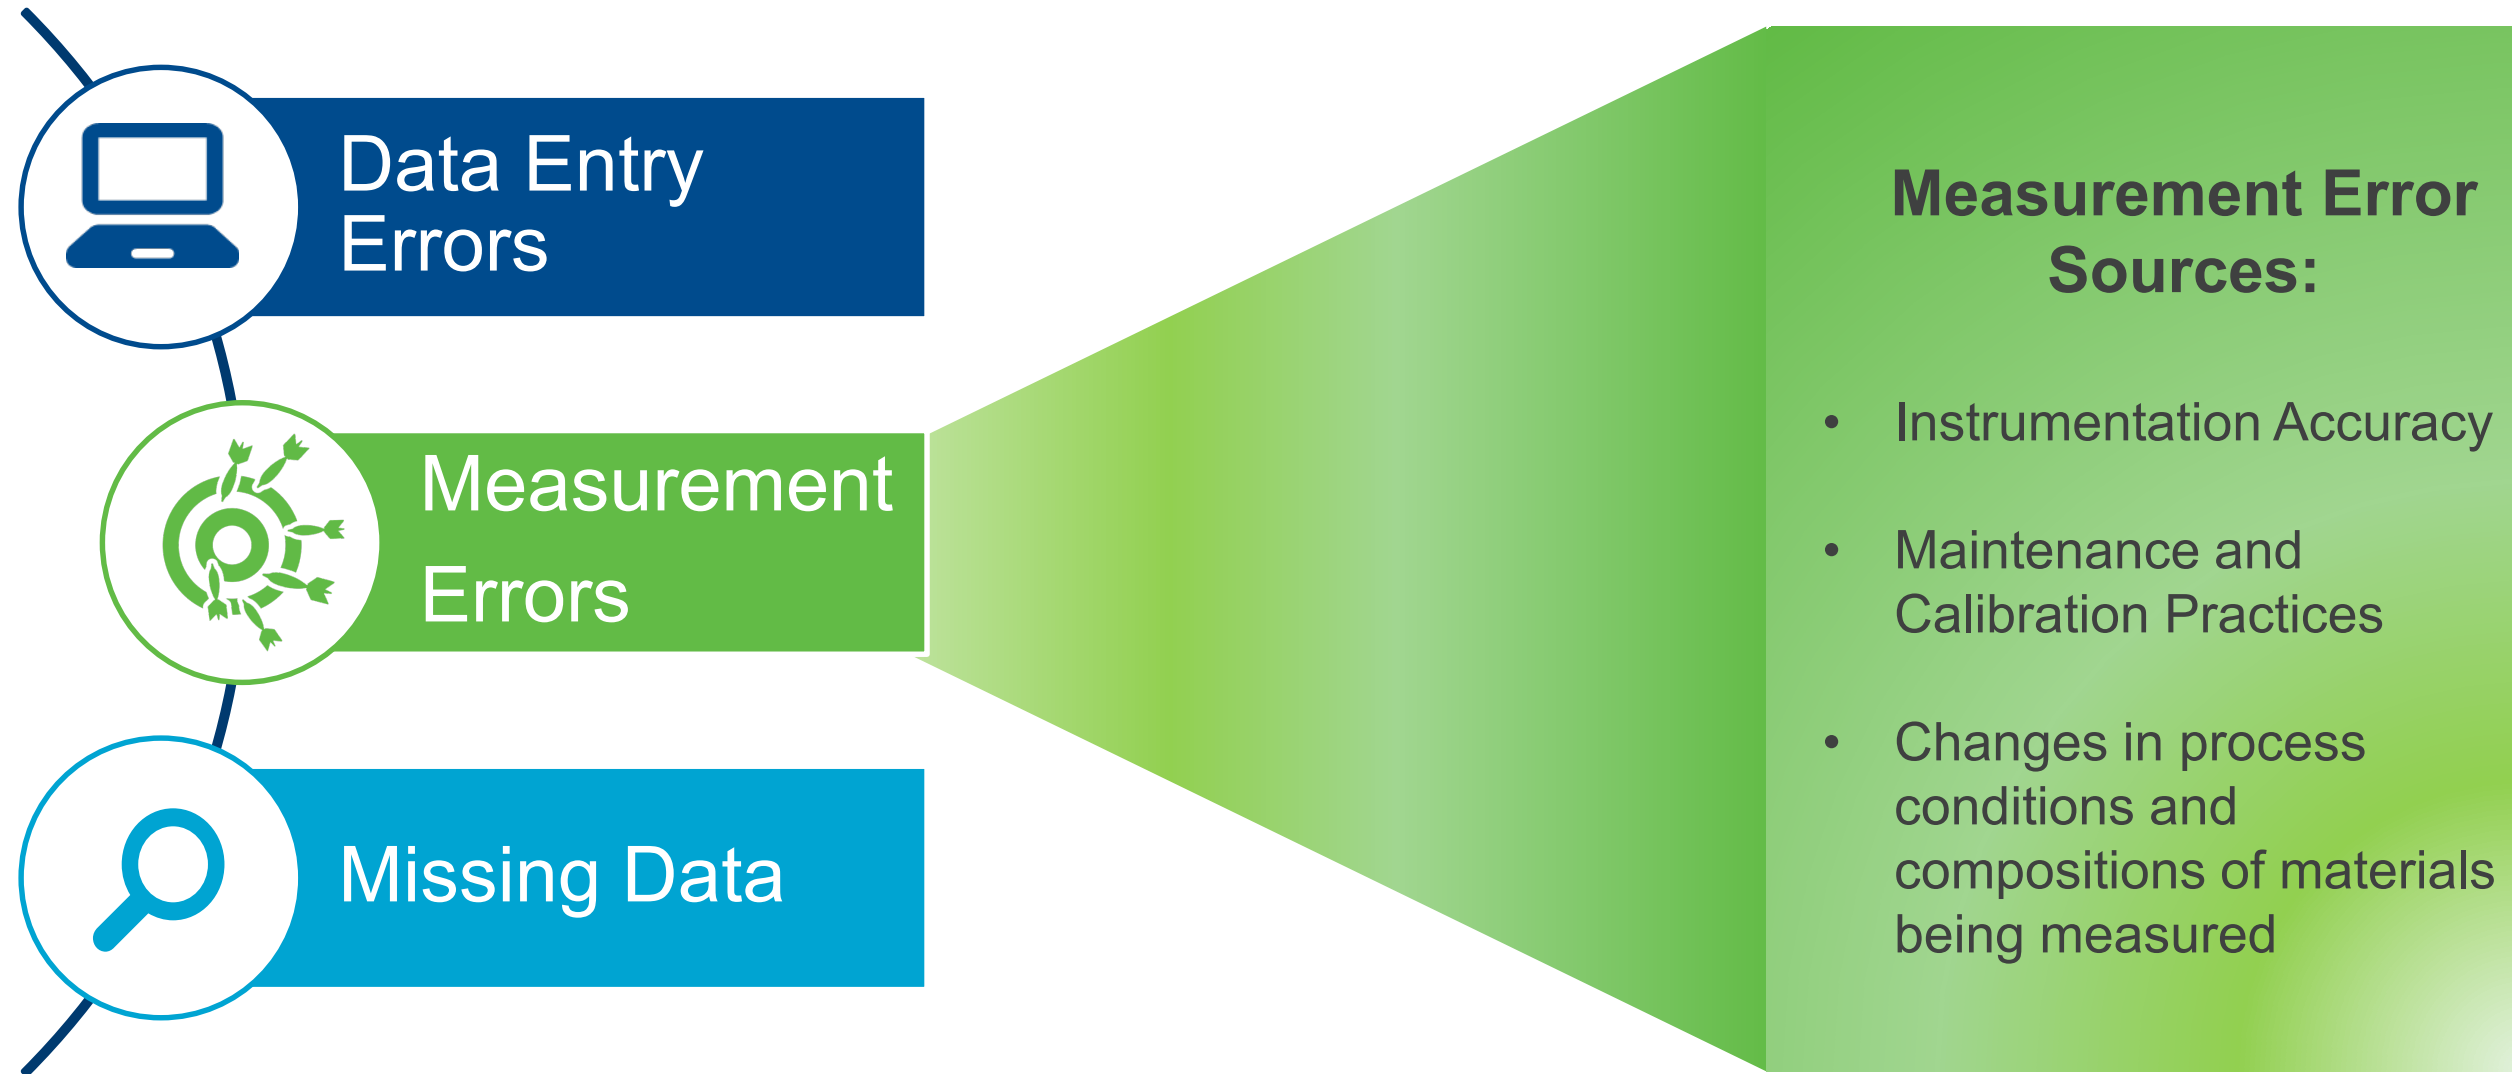 Data Entry
Errors
Measurement
Errors
Missing Data
Measurement Error
Sources:
• Instrumentation Accuracy
• Maintenance and
Calibration Practices
• Changes in process
conditions and
compositions of materials
being measured